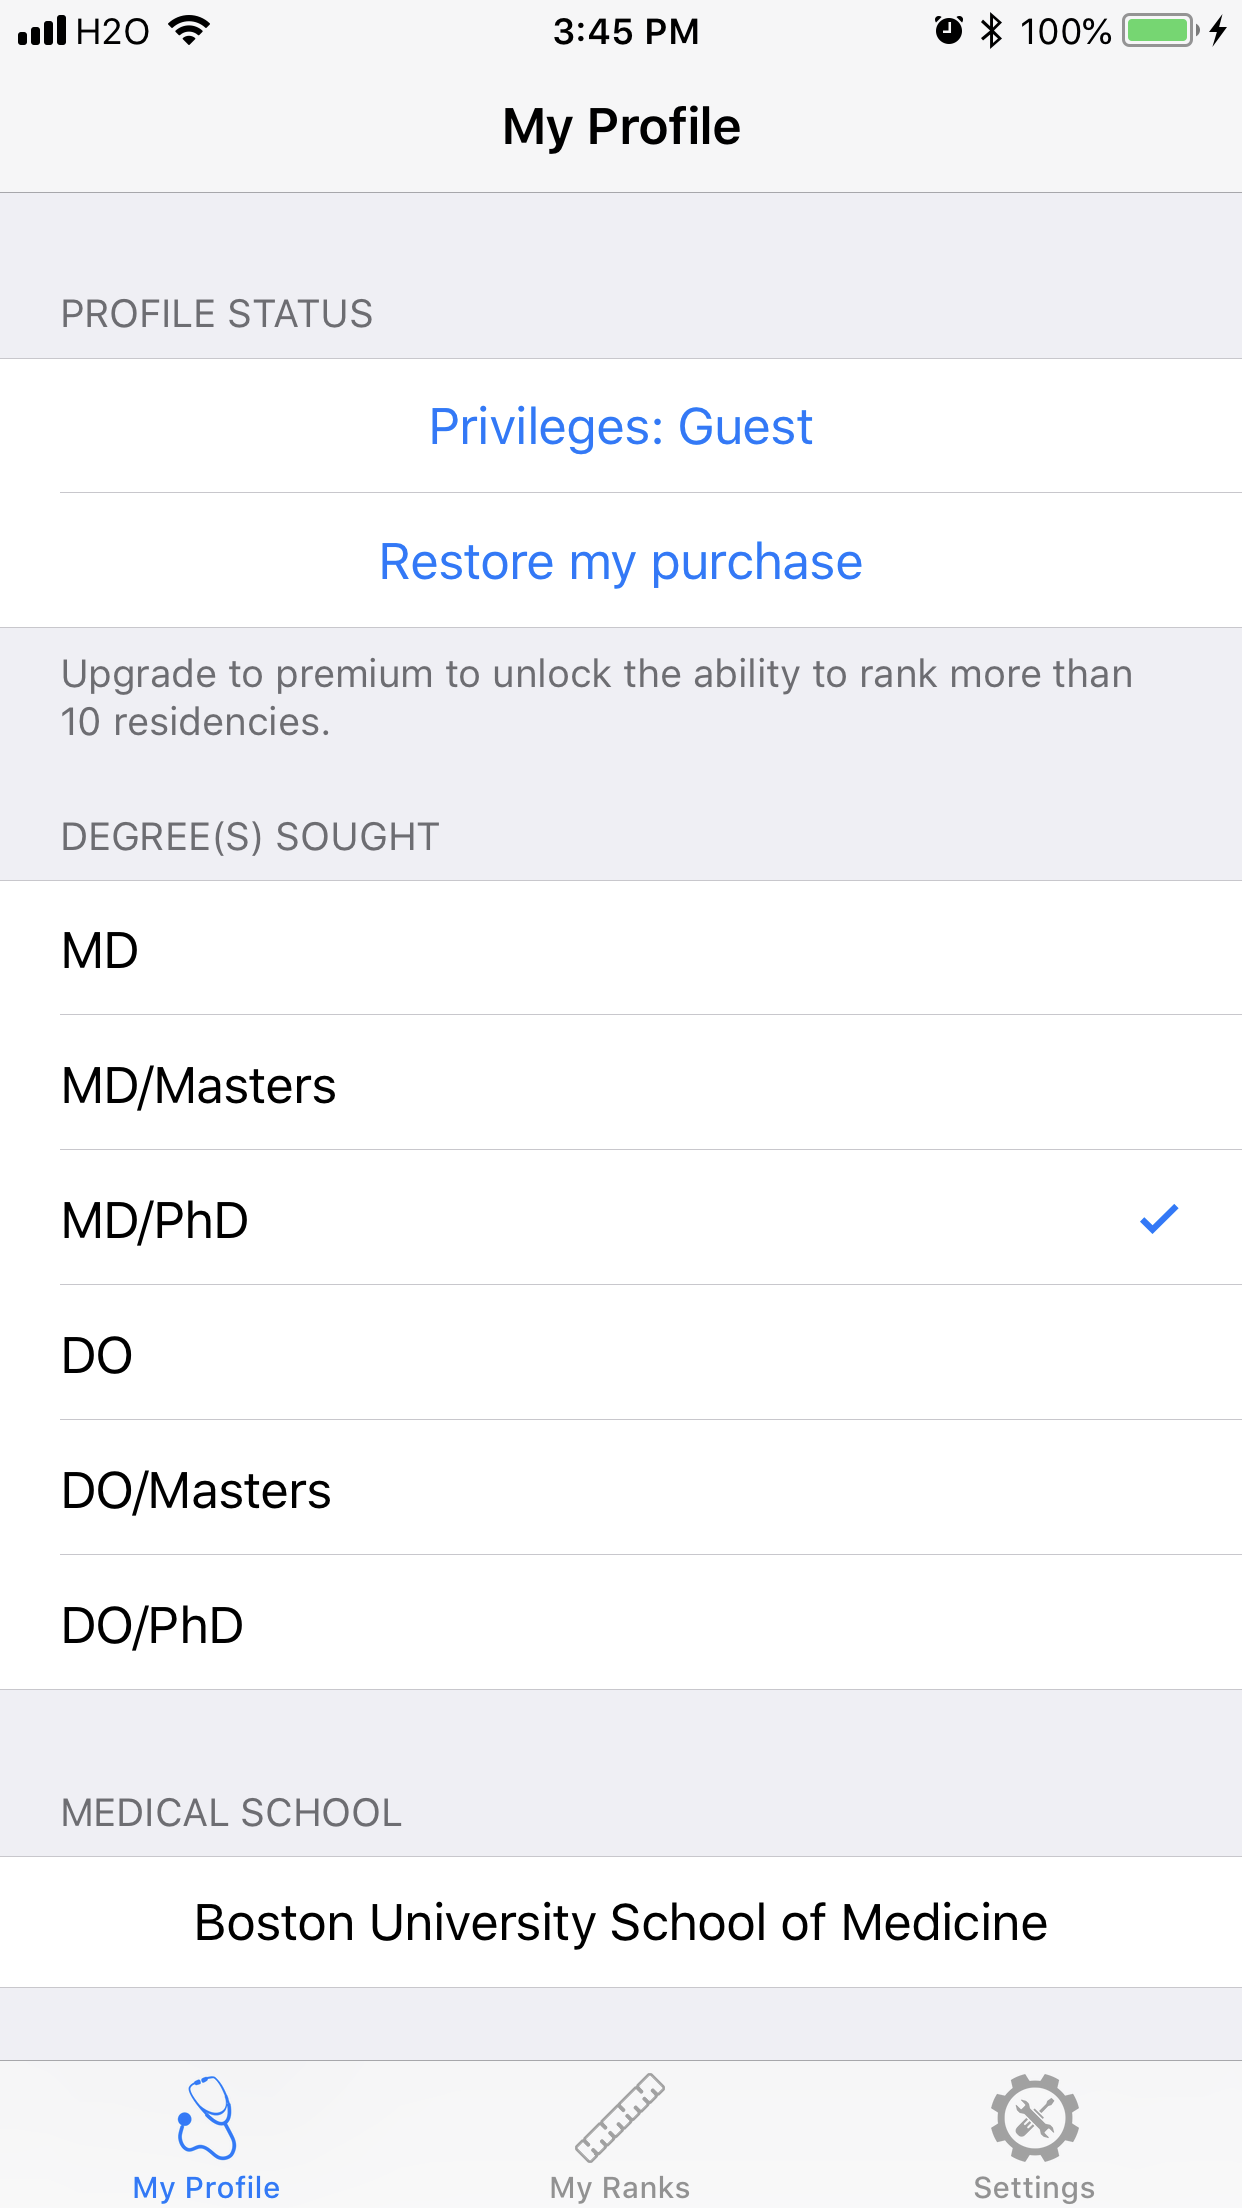 H2O
3:45 PM
100%
My Profile
PROFILE STATUS
Privileges: Guest
Restore my purchase
Upgrade to premium to unlock the ability to rank more than
10 residencies.
DEGREE(S) SOUGHT
MD
MD/Masters
MD/PhD
DO
DO/Masters
DO/PhD
MEDICAL SCHOOL
Boston University School of Medicine
My Profile
My Ranks
Settings